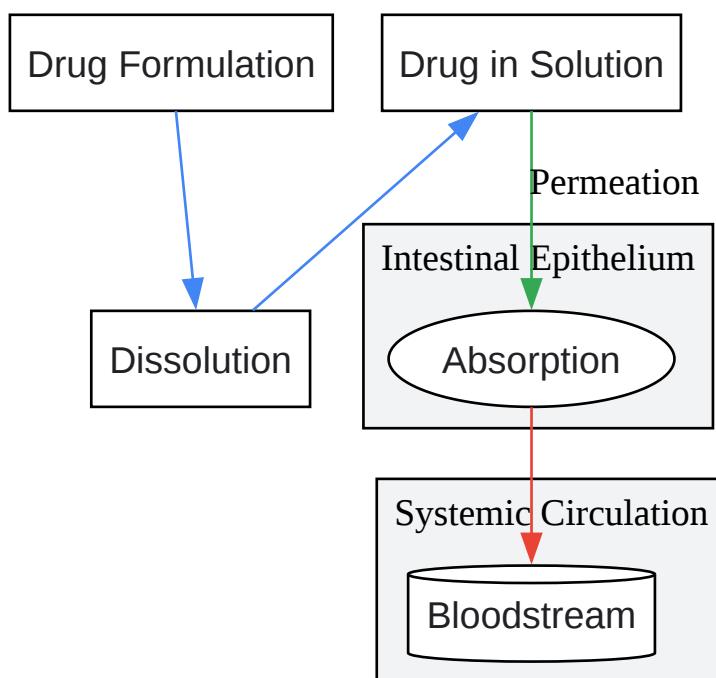 Drug Formulation
Drug in Solution
Permeation
Intestinal Epithelium
Dissolution
Absorption
Systemic Circulation
Bloodstream